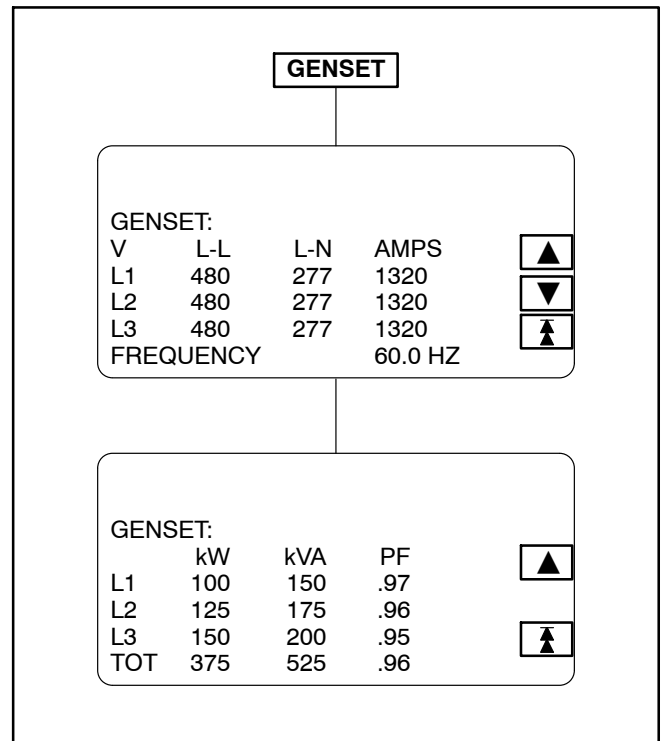 GENSET
GENSET:
V L-L L-N AMPS
L1 480 277 1320
L2 480 277 1320
L3 480 277 1320
FREQUENCY 60.0 HZ
GENSET:
kW kVA PF
L1 100 150 .97
L2 125 175 .96
L3 150 200 .95
TOT 375 525 .96